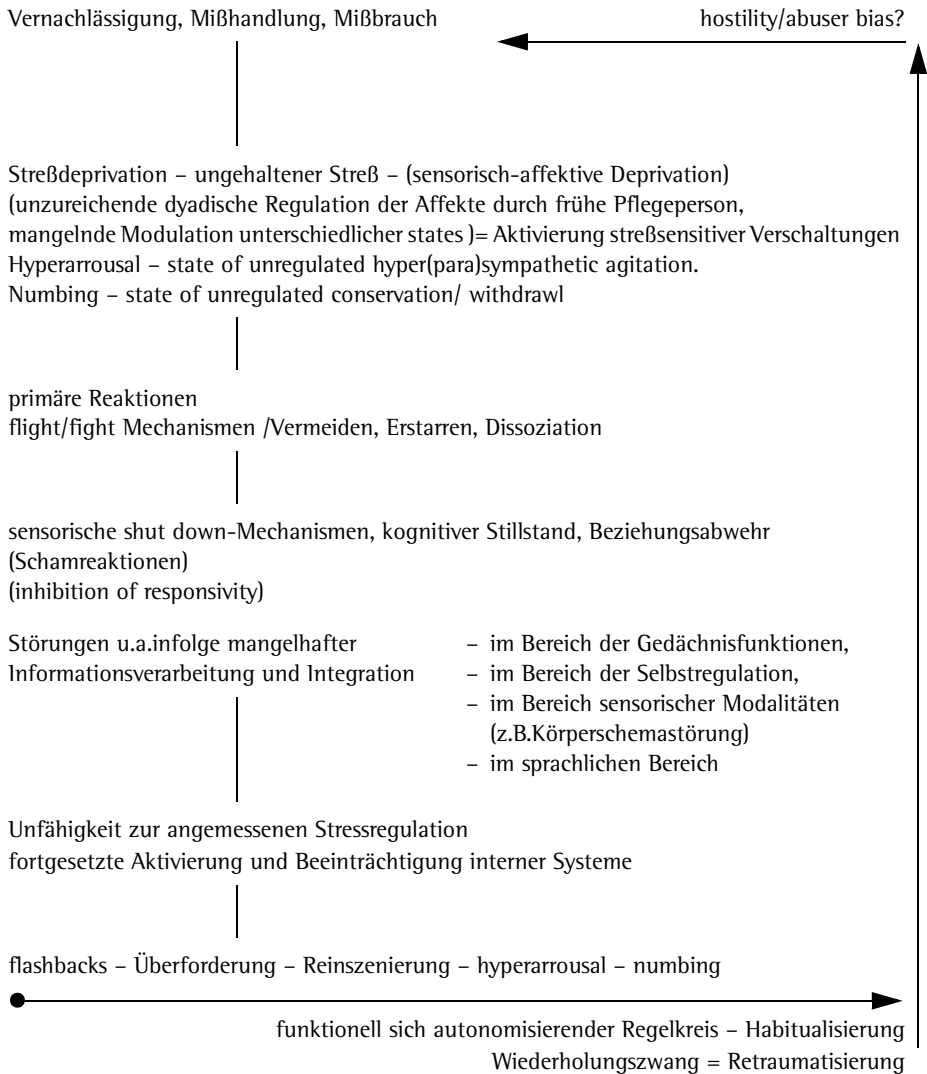 Vernachlässigung, Mißhandlung, Mißbrauch
hostility/abuser bias?
Streßdeprivation – ungehaltener Streß – (sensorisch-affektive Deprivation)
(unzureichende dyadische Regulation der Affekte durch frühe Pflegeperson,
mangelnde Modulation unterschiedlicher states )= Aktivierung streßsensitiver Verschaltungen
Hyperarrousal – state of unregulated hyper(para)sympathetic agitation.
Numbing – state of unregulated conservation/ withdrawl
primäre Reaktionen
flight/fight Mechanismen /Vermeiden, Erstarren, Dissoziation
sensorische shut down-Mechanismen, kognitiver Stillstand, Beziehungsabwehr
(Schamreaktionen)
(inhibition of responsivity)
Störungen u.a.infolge mangelhafter
Informationsverarbeitung und Integration
– im Bereich der Gedächnisfunktionen,
– im Bereich der Selbstregulation,
– im Bereich sensorischer Modalitäten
(z.B.Körperschemastörung)
– im sprachlichen Bereich
Unfähigkeit zur angemessenen Stressregulation
fortgesetzte Aktivierung und Beeinträchtigung interner Systeme
flashbacks – Überforderung – Reinszenierung – hyperarrousal – numbing
funktionell sich autonomisierender Regelkreis – Habitualisierung
Wiederholungszwang = Retraumatisierung